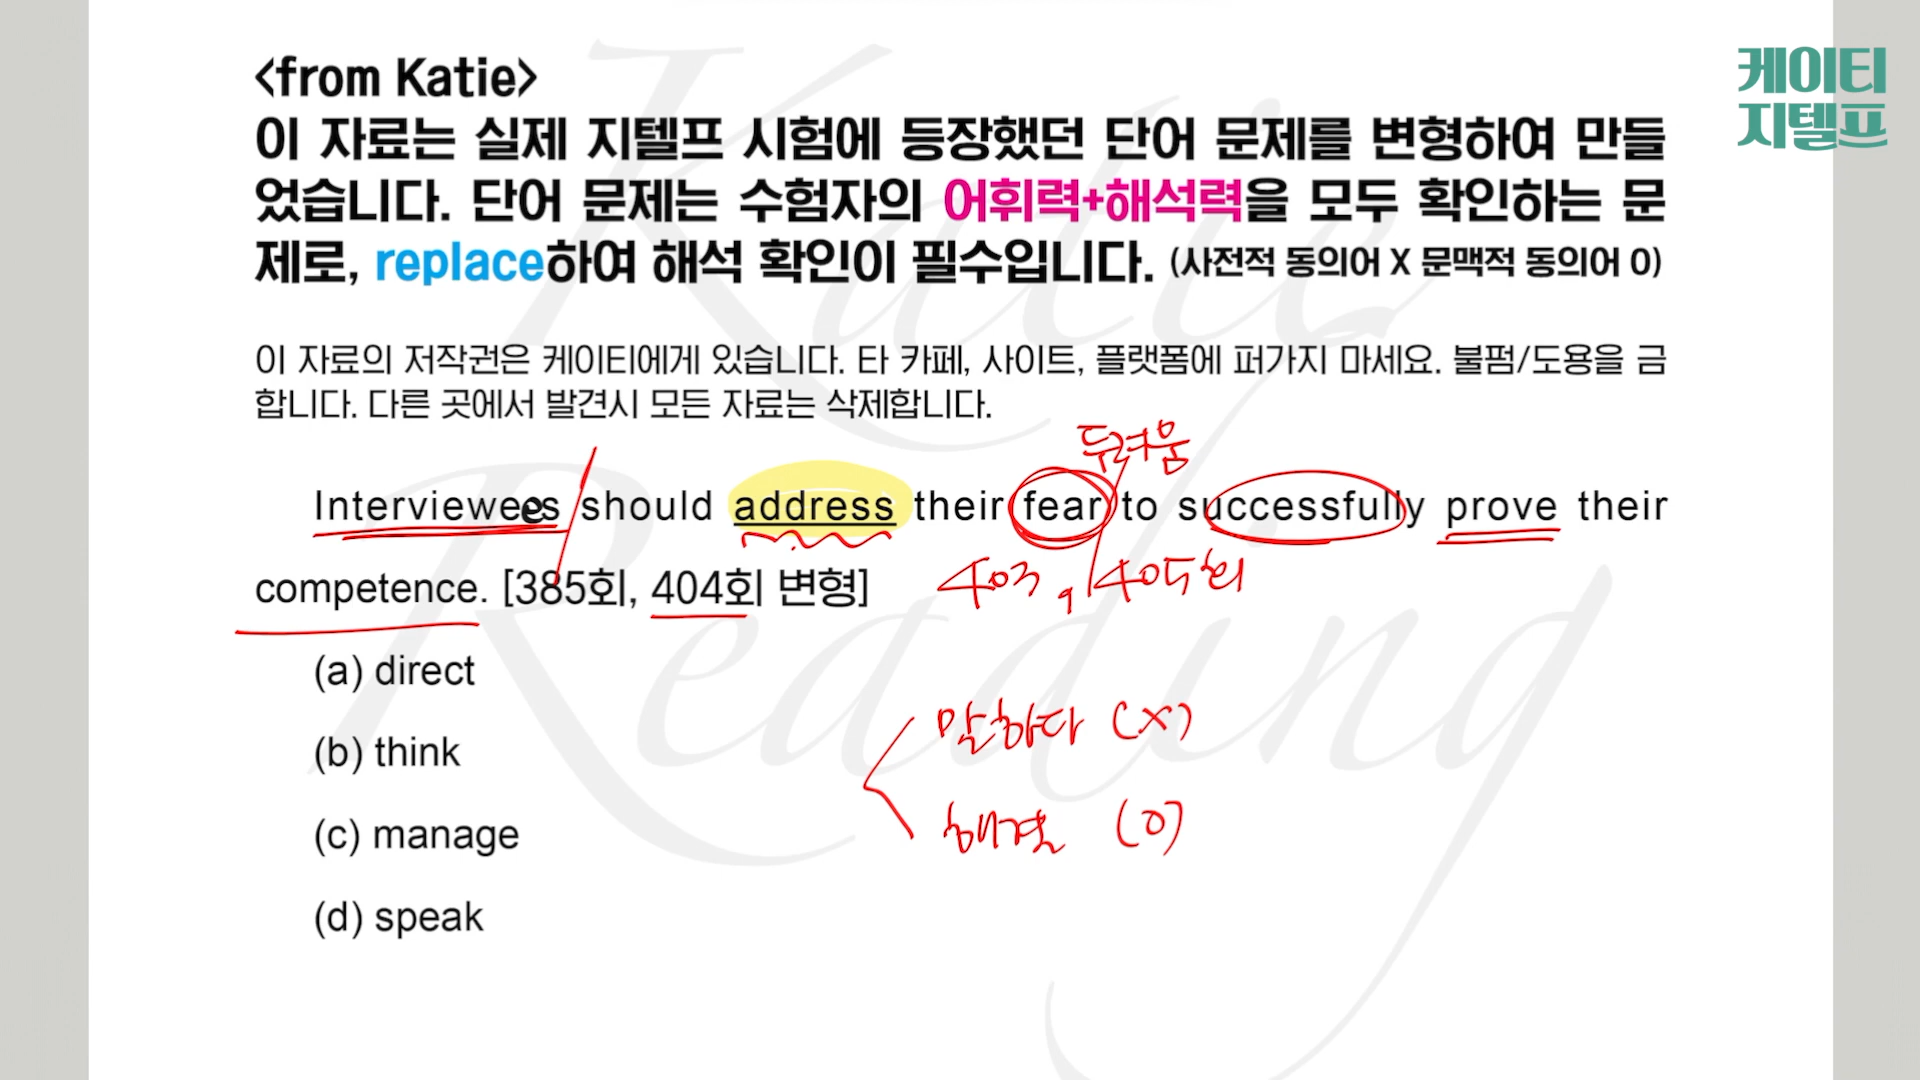 <from Katie>
케이티
지텔프
이 자료는 실제 지텔프 시험에 등장했던 단어 문제를 변형하여 만들
었습니다. 단어 문제는 수험자의 어휘력+해석력을 모두 확인하는 문
제로, replace하여 해석 확인이 필수입니다. (사전적 동의어 X 문맥적 동의어 O)
이 자료의 저작권은 케이티에게 있습니다. 타 카페, 사이트, 플랫폼에 퍼가지 마세요. 불펌/도용을 금
합니다. 다른 곳에서 발견시 모든 자료는 삭제합니다.
두려움
Interviewees should address their fear to successfully prove their
competence. [385회, 404회 변형] 403, 405회
(a) direct
(b) think
(c) manage
(d) speak
말하다 (X)
해결 (O)
Katie
Reading